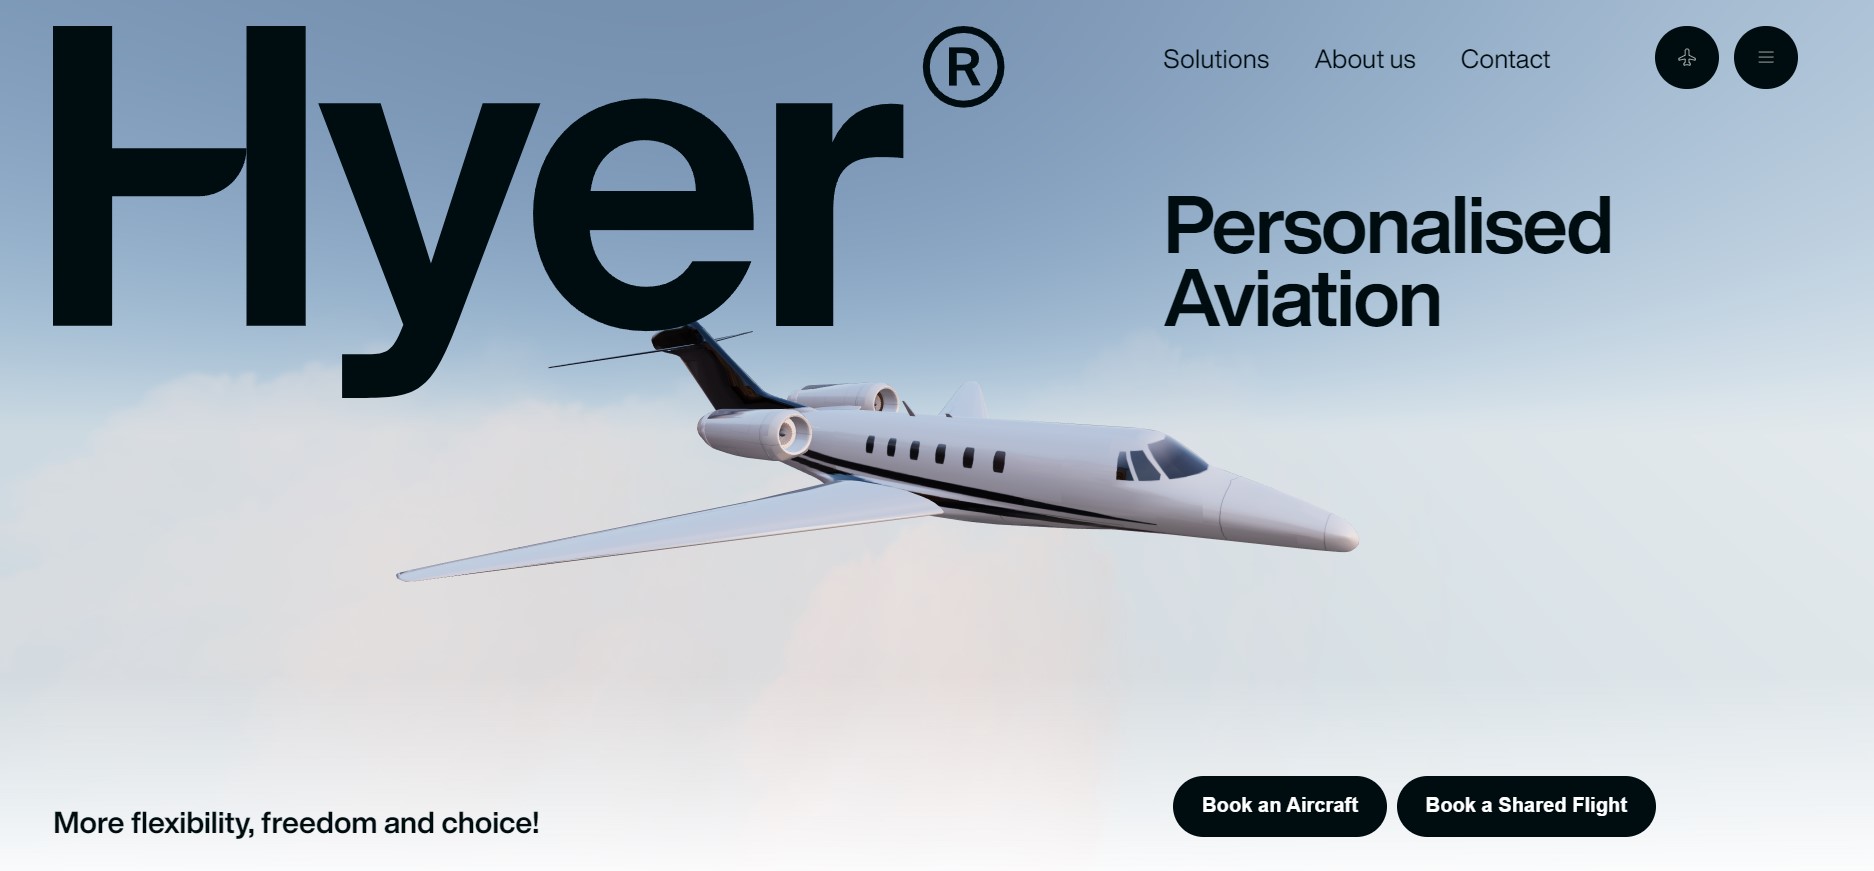 Hyer®
Solutions
About us
Contact
Personalised
Aviation
More flexibility, freedom and choice!
Book an Aircraft
Book a Shared Flight